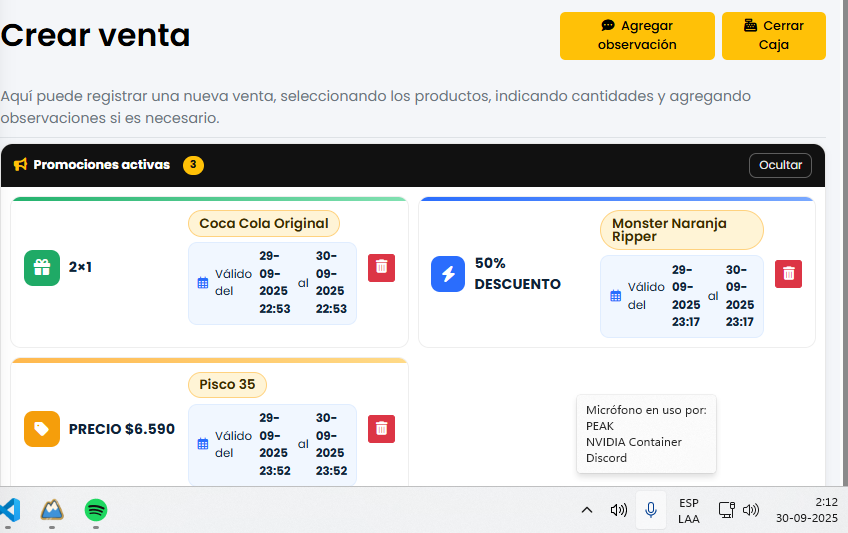 Crear venta
Agregar
observación
Cerrar
Caja
Aquí puede registrar una nueva venta, seleccionando los productos, indicando cantidades y agregando
observaciones si es necesario.
Promociones activas 3
Ocultar
2×1
Coca Cola Original
Válido
del
29-
09-
2025
22:53
al
30-
09-
2025
22:53
50%
DESCUENTO
Monster Naranja
Ripper
Válido
del
29-
09-
2025
23:17
al
30-
09-
2025
23:17
PRECIO $6.590
Pisco 35
Válido
del
29-
09-
2025
23:52
al
30-
09-
2025
23:52
Micrófono en uso por:
PEAK
NVIDIA Container
Discord
ESP
LAA
2:12
30-09-2025